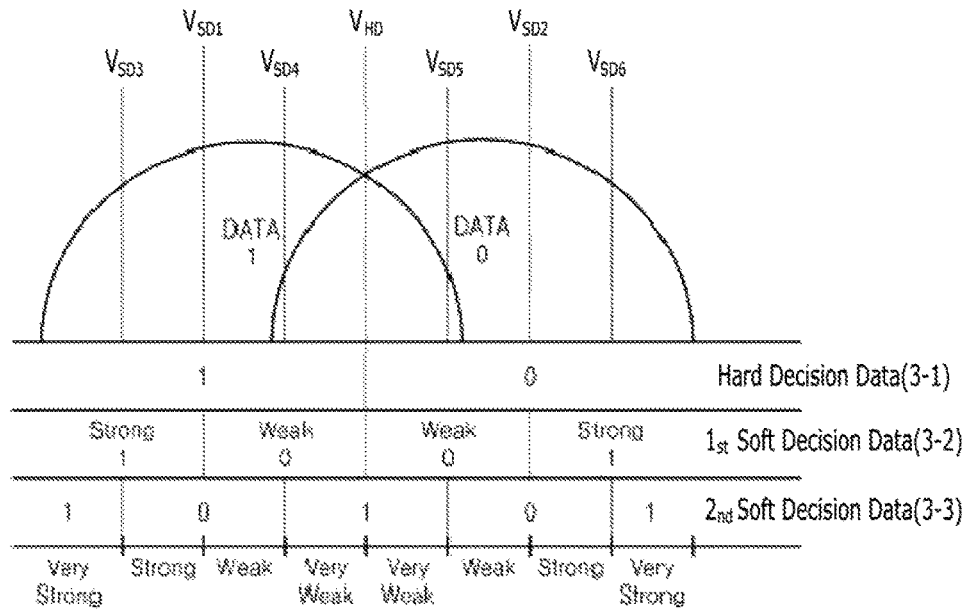 V_SD1 V_HD V_SD2
V_SD3 V_SD4 V_SD5 V_SD6
DATA 1
DATA 0
1 0 Hard Decision Data(3-1)
Strong Weak Weak Strong
1 0 0 1 1st Soft Decision Data(3-2)
1 0 1 0 1 2nd Soft Decision Data(3-3)
Very Strong Strong Weak Very Weak Very Weak Weak Strong Very Strong